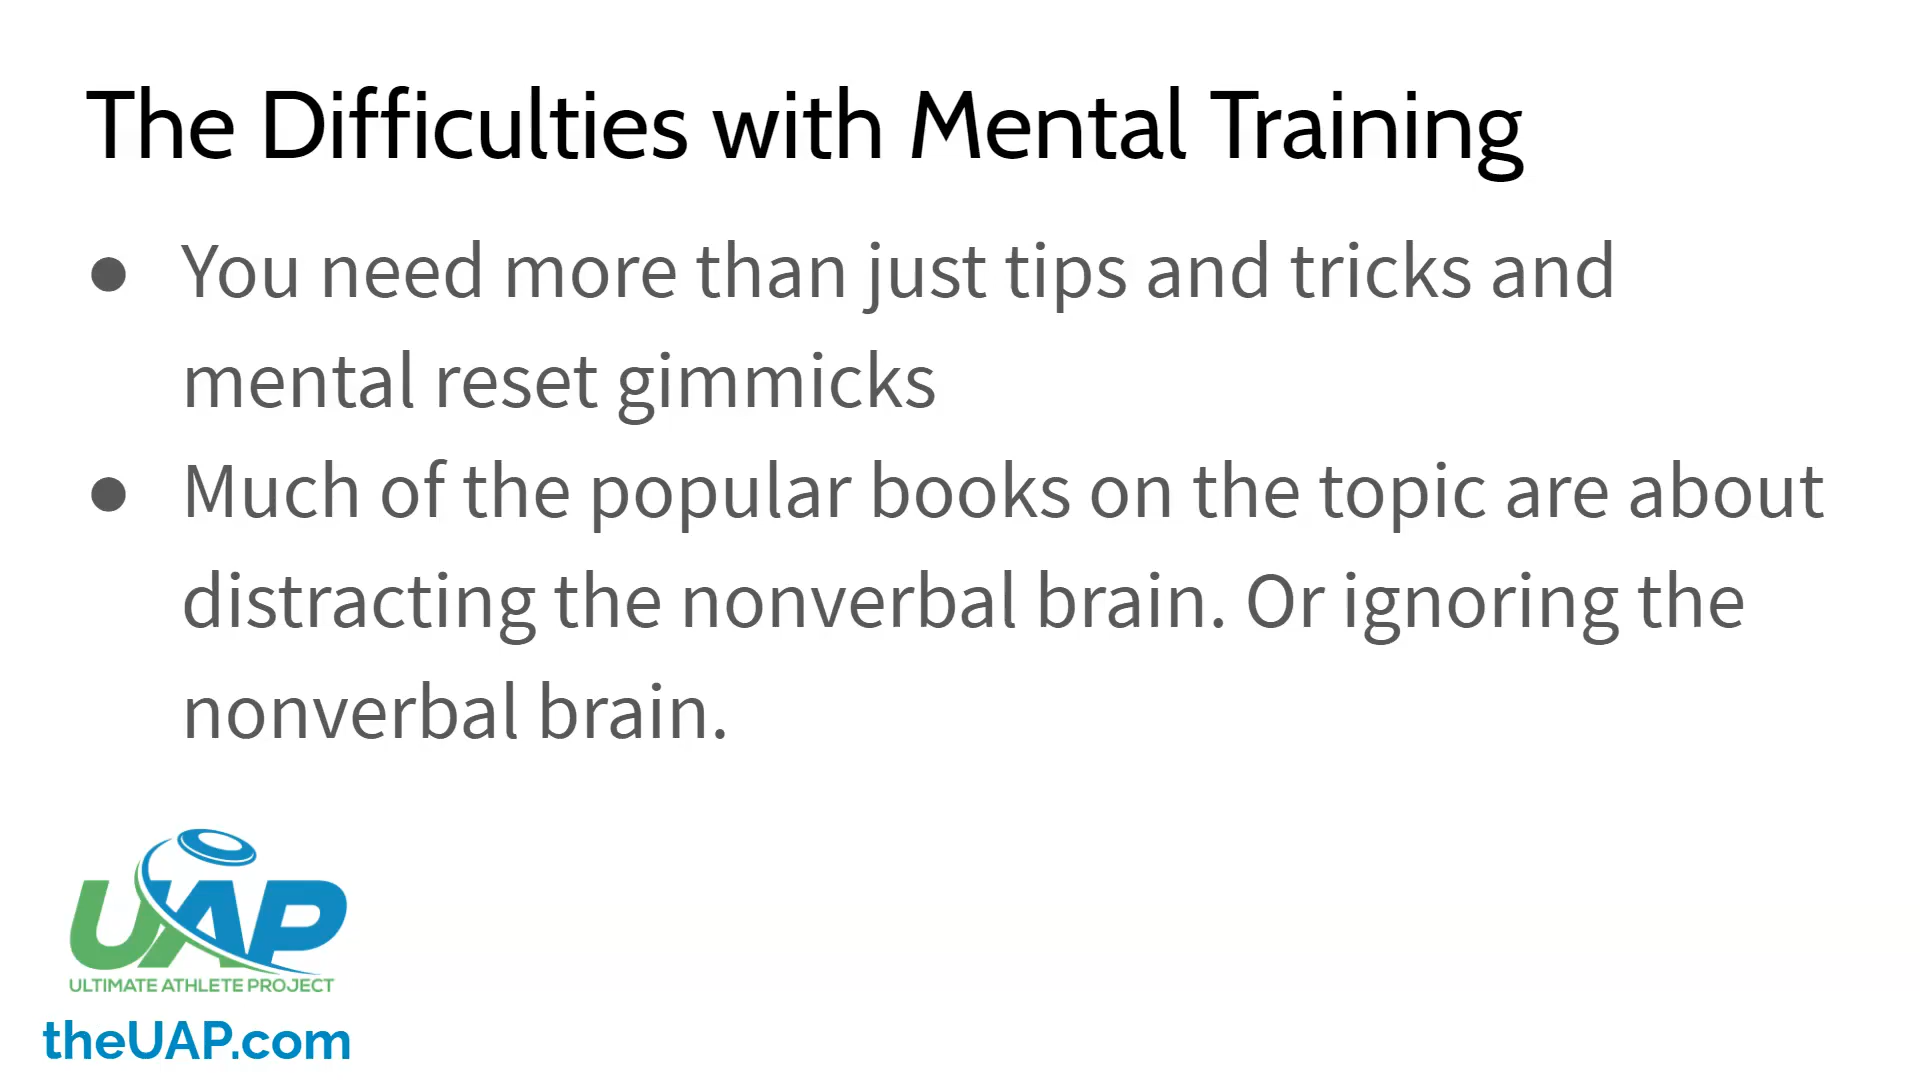 The Difficulties with Mental Training
● You need more than just tips and tricks and
mental reset gimmicks
● Much of the popular books on the topic are about
distracting the nonverbal brain. Or ignoring the
nonverbal brain.
UAP
ULTIMATE ATHLETE PROJECT
theUAP.com